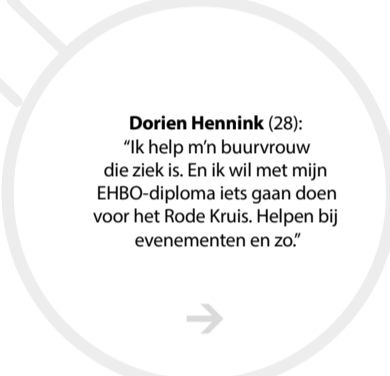 Dorien Hennink (28):
“Ik help m’n buurvrouw
die ziek is. En ik wil met mijn
EHBO-diploma iets gaan doen
voor het Rode Kruis. Helpen bij
evenementen en zo.”